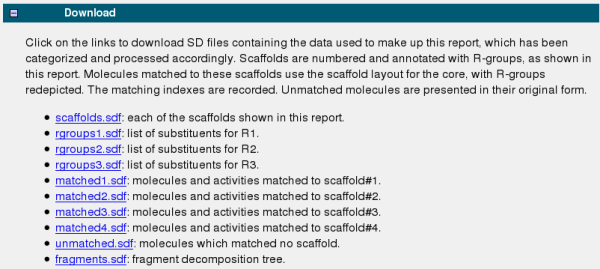 Download
Click on the links to download SD files containing the data used to make up this report, which has been
categorized and processed accordingly. Scaffolds are numbered and annotated with R-groups, as shown in
this report. Molecules matched to these scaffolds use the scaffold layout for the core, with R-groups
redepicted. The matching indexes are recorded. Unmatched molecules are presented in their original form.
scaffolds.sdf: each of the scaffolds shown in this report.
rgroups1.sdf: list of substituents for R1.
rgroups2.sdf: list of substituents for R2.
rgroups3.sdf: list of substituents for R3.
matched1.sdf: molecules and activities matched to scaffold#1.
matched2.sdf: molecules and activities matched to scaffold#2.
matched3.sdf: molecules and activities matched to scaffold#3.
matched4.sdf: molecules and activities matched to scaffold#4.
unmatched.sdf: molecules which matched no scaffold.
fragments.sdf: fragment decomposition tree.